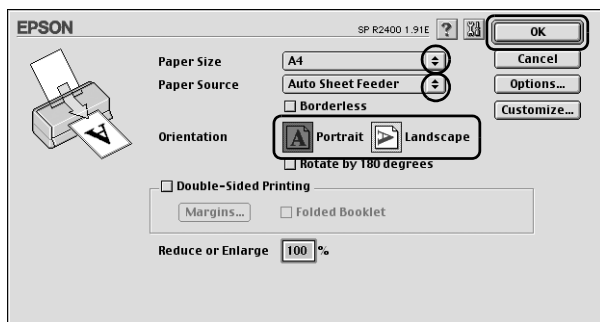 EPSON SP R2400 1.91E ? OK
Paper Size A4 Cancel
Paper Source Auto Sheet Feeder Options...
Borderless Customize...
Orientation A Portrait A Landscape
Rotate by 180 degrees
Double-Sided Printing
Margins... Folded Booklet
Reduce or Enlarge 100 %
A